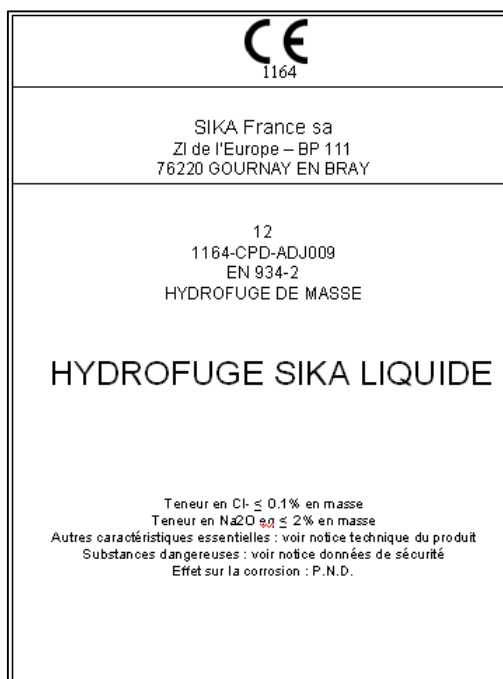 CE
1164
SIKA France sa
ZI de l'Europe – BP 111
76220 GOURNAY EN BRAY
12
1164-CPD-ADJ009
EN 934-2
HYDROFUGE DE MASSE
HYDROFUGE SIKA LIQUIDE
Teneur en Cl- ≤ 0.1% en masse
Teneur en Na2O eq ≤ 2% en masse
Autres caractéristiques essentielles : voir notice technique du produit
Substances dangereuses : voir notice données de sécurité
Effet sur la corrosion : P.N.D.